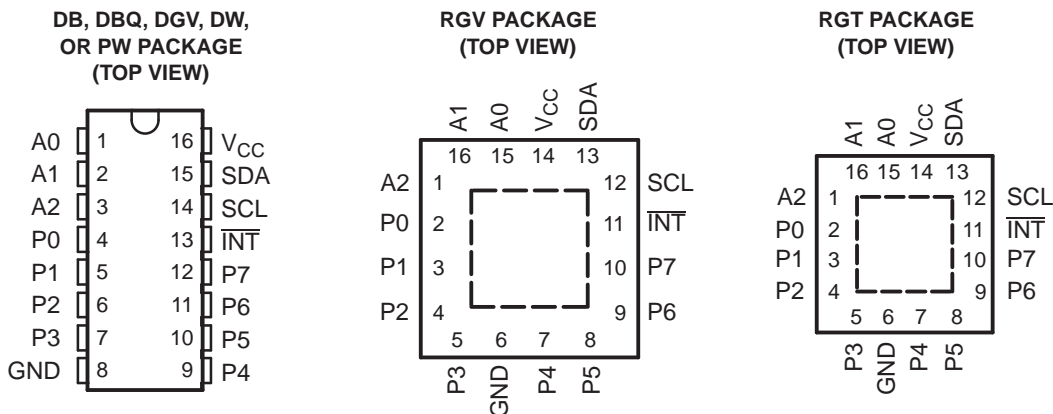 DB, DBQ, DGV, DW,
OR PW PACKAGE
(TOP VIEW)
A0 1 16 VCC
A1 2 15 SDA
A2 3 14 SCL
P0 4 13 INT
P1 5 12 P7
P2 6 11 P6
P3 7 10 P5
GND 8 9 P4
RGV PACKAGE
(TOP VIEW)
A1 A0 VCC SDA
16 15 14 13
A2 1 12 SCL
P0 2 11 INT
P1 3 10 P7
P2 4 9 P6
5 6 7 8
P3 GND P4 P5
RGT PACKAGE
(TOP VIEW)
A1 A0 VCC SDA
16 15 14 13
A2 1 12 SCL
P0 2 11 INT
P1 3 10 P7
P2 4 9 P6
5 6 7 8
P3 GND P4 P5